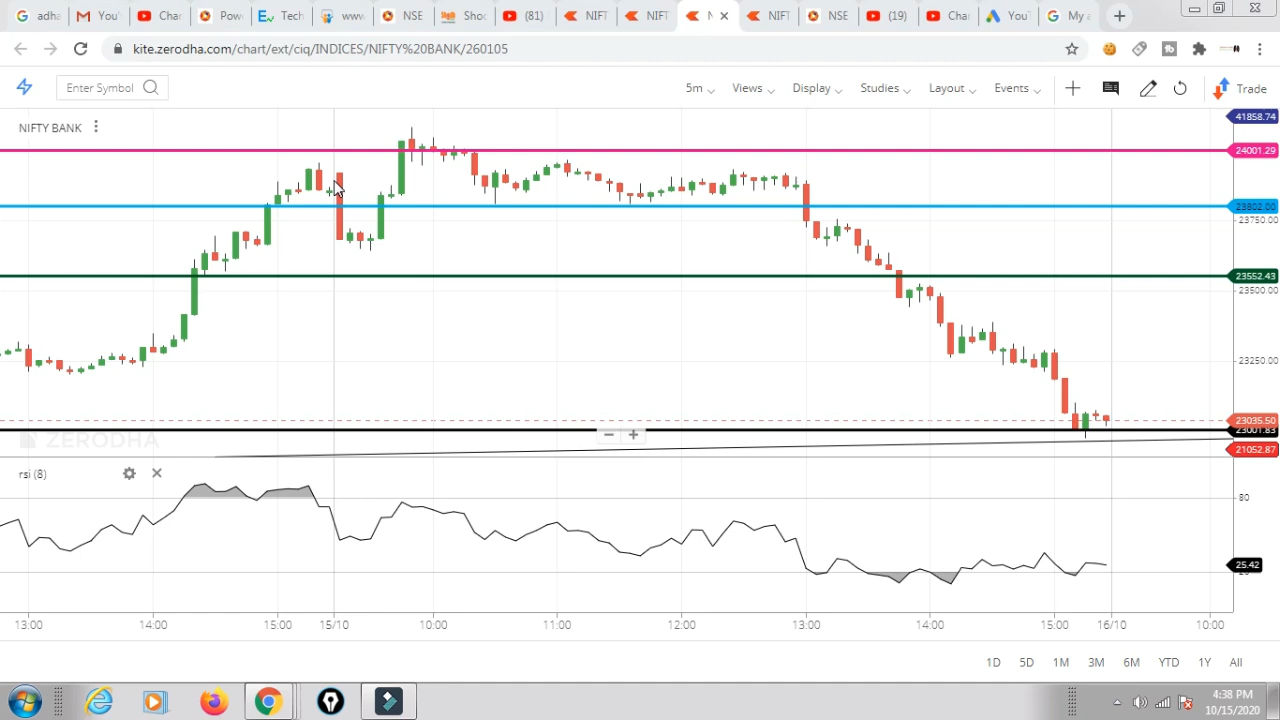 adha
You
Char
Pow
Tech
www
NSE
Sho
(81)
NIFT
NIFT
NIFT
NSE
(19)
Char
You
My a
kite.zerodha.com/chart/ext/ciq/INDICES/NIFTY%20BANK/260105
Enter Symbol
5m
Views
Display
Studies
Layout
Events
Trade
NIFTY BANK
41858.74
24001.29
23802.00
23750.00
23552.43
23500.00
23250.00
23035.50
23001.83
ZERODHA
21052.87
rsi (8)
80
25.42
13:00
14:00
15:00
15/10
10:00
11:00
12:00
13:00
14:00
15:00
16/10
10:00
1D
5D
1M
3M
6M
YTD
1Y
All
4:38 PM
10/15/2020